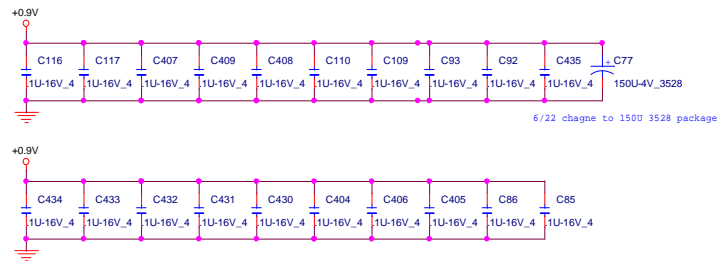 +0.9V
C116 C117 C407 C409 C408 C110 C109 C93 C92 C435 + C77
.1U-16V_4 .1U-16V_4 .1U-16V_4 .1U-16V_4 .1U-16V_4 .1U-16V_4 .1U-16V_4 .1U-16V_4 .1U-16V_4 .1U-16V_4 150U-4V_3528
6/22 chagne to 150U 3528 package
+0.9V
C434 C433 C432 C431 C430 C404 C406 C405 C86 C85
.1U-16V_4 .1U-16V_4 .1U-16V_4 .1U-16V_4 .1U-16V_4 .1U-16V_4 .1U-16V_4 .1U-16V_4 .1U-16V_4 .1U-16V_4